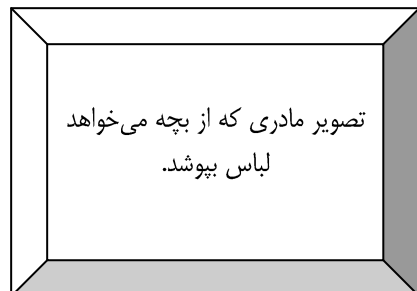 تصویر مادری که از بچه می‌خواهد
لباس بپوشد.